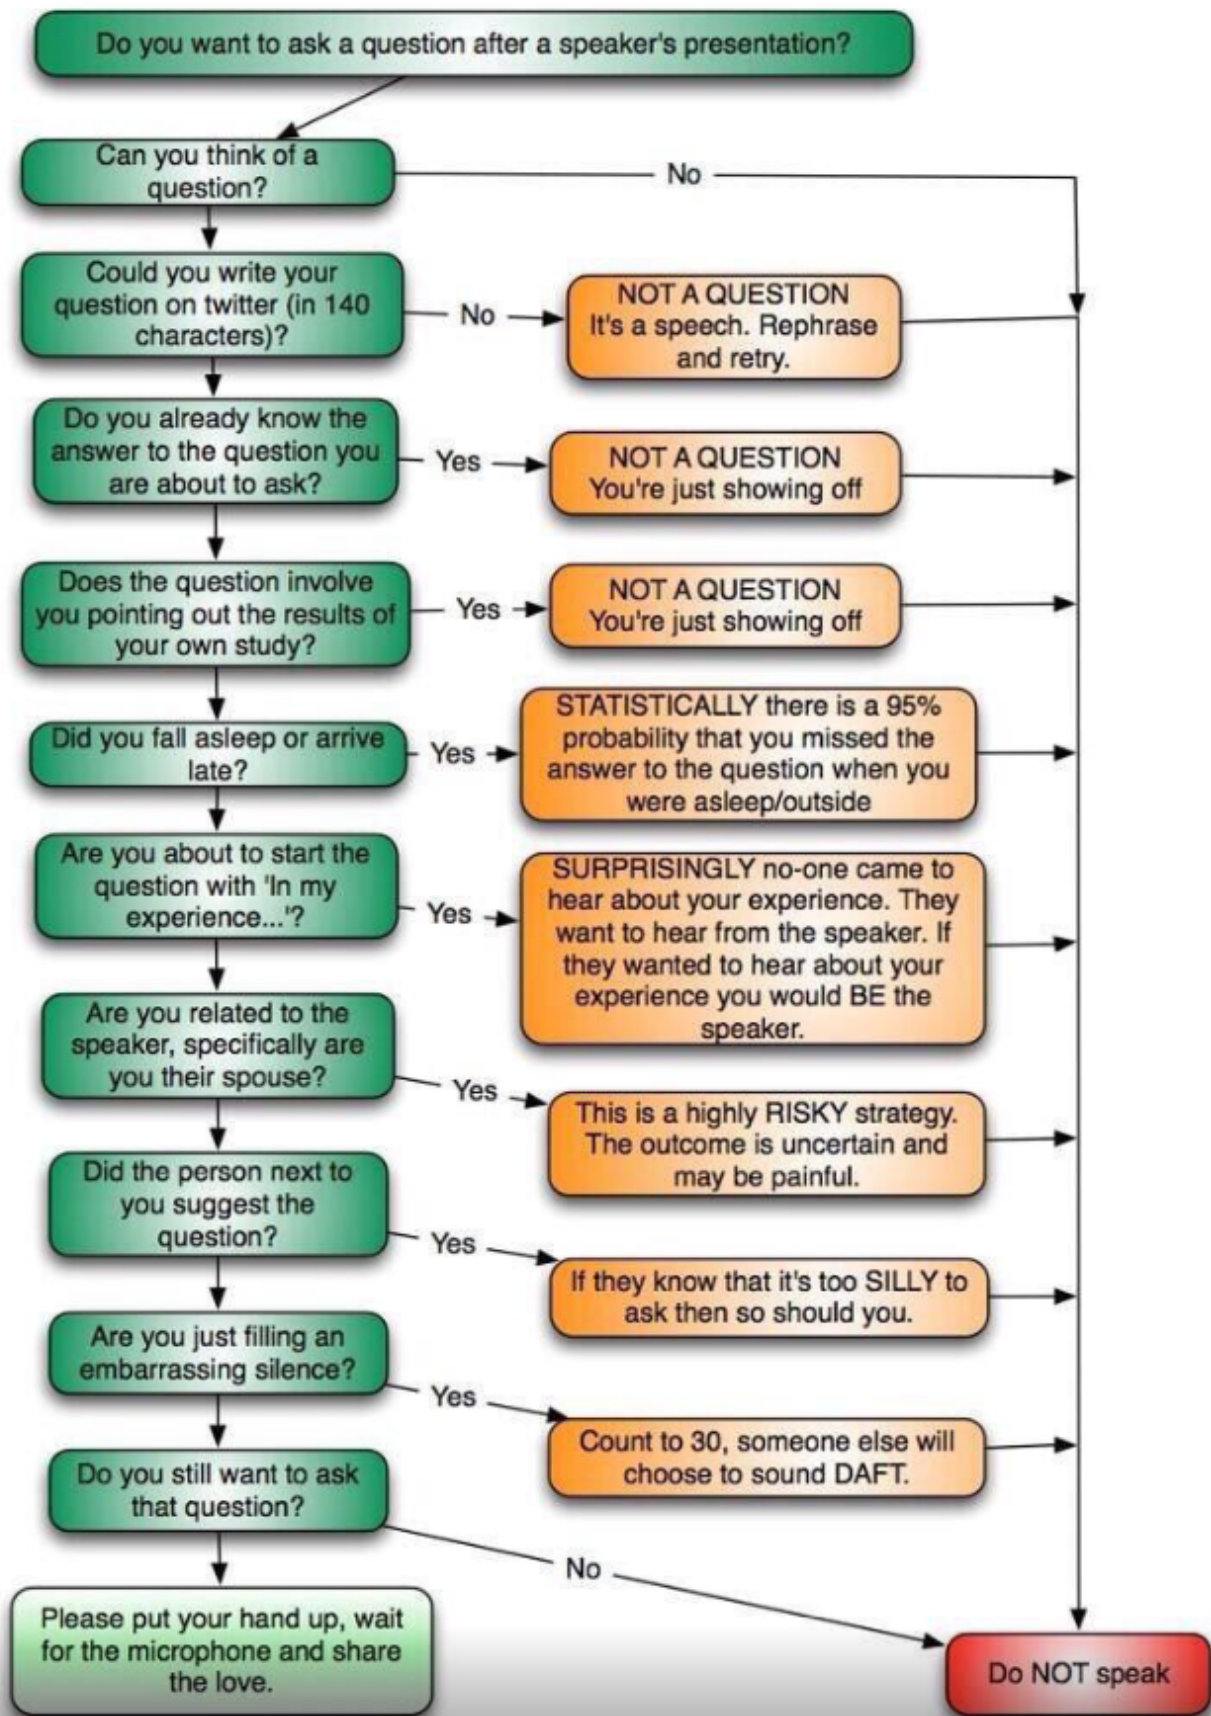 Do you want to ask a question after a speaker's presentation?
Can you think of a
question?
No
Could you write your
question on twitter (in 140
characters)?
No
NOT A QUESTION
It's a speech. Rephrase
and retry.
Do you already know the
answer to the question you
are about to ask?
Yes
NOT A QUESTION
You're just showing off
Does the question involve
you pointing out the results of
your own study?
Yes
NOT A QUESTION
You're just showing off
Did you fall asleep or arrive
late?
Yes
STATISTICALLY there is a 95%
probability that you missed the
answer to the question when you
were asleep/outside
Are you about to start the
question with 'In my
experience...'?
Yes
SURPRISINGLY no-one came to
hear about your experience. They
want to hear from the speaker. If
they wanted to hear about your
experience you would BE the
speaker.
Are you related to the
speaker, specifically are
you their spouse?
Yes
This is a highly RISKY strategy.
The outcome is uncertain and
may be painful.
Did the person next to
you suggest the
question?
Yes
If they know that it's too SILLY to
ask then so should you.
Are you just filling an
embarrassing silence?
Yes
Count to 30, someone else will
choose to sound DAFT.
Do you still want to ask
that question?
No
Please put your hand up, wait
for the microphone and share
the love.
Do NOT speak